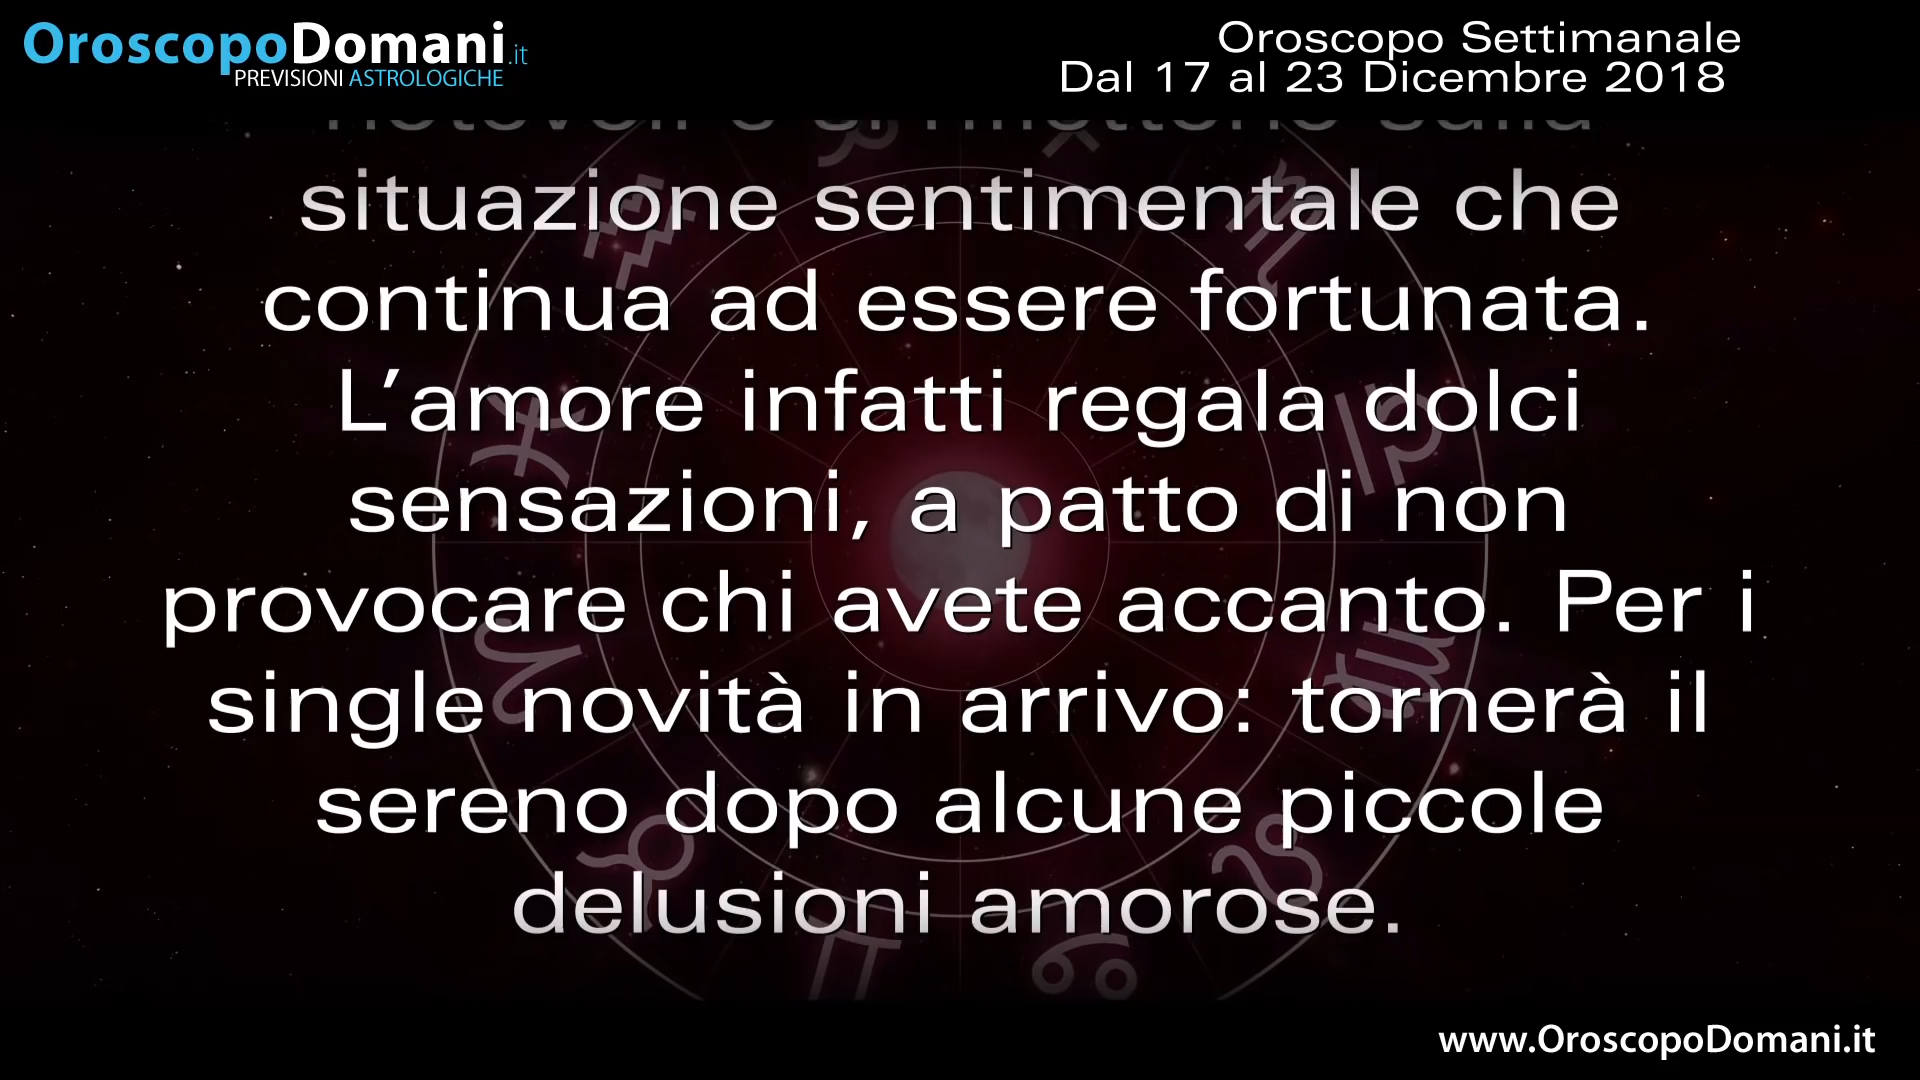 OroscopoDomani.it
PREVISIONI ASTROLOGICHE
Oroscopo Settimanale
Dal 17 al 23 Dicembre 2018
situazione sentimentale che
continua ad essere fortunata.
L’amore infatti regala dolci
sensazioni, a patto di non
provocare chi avete accanto. Per i
single novità in arrivo: tornerà il
sereno dopo alcune piccole
delusioni amorose.
www.OroscopoDomani.it